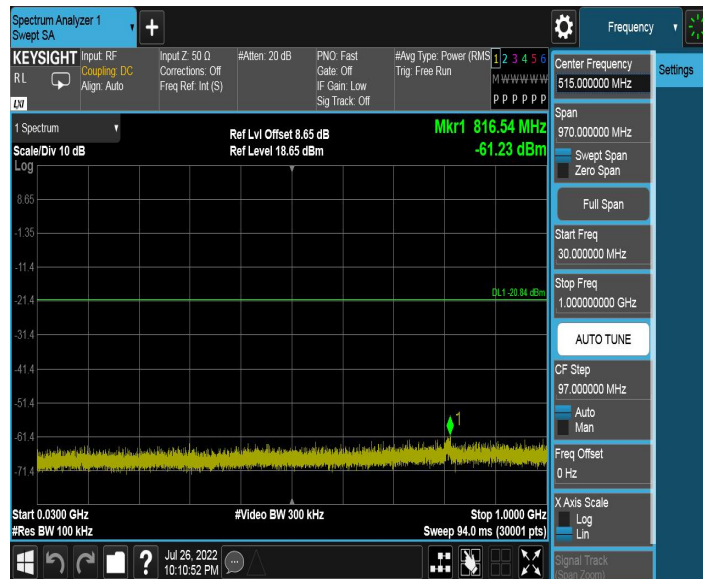 Spectrum Analyzer 1
Swept SA
+
Frequency
KEYSIGHT
RL
LXI
Input: RF
Coupling: DC
Align: Auto
Input Z: 50 Ω
Corrections: Off
Freq Ref: Int (S)
#Atten: 20 dB
PNO: Fast
Gate: Off
IF Gain: Low
Sig Track: Off
#Avg Type: Power (RMS
Trig: Free Run
1 2 3 4 5 6
M W W W W W
P P P P P P
1 Spectrum
Scale/Div 10 dB
Ref Lvl Offset 8.65 dB
Ref Level 18.65 dBm
Mkr1 816.54 MHz
-61.23 dBm
Log
8.65
-1.35
-11.4
-21.4
-31.4
-41.4
-51.4
-61.4
-71.4
DL1 -20.84 dBm
1
Start 0.0300 GHz
#Res BW 100 kHz
#Video BW 300 kHz
Stop 1.0000 GHz
Sweep 94.0 ms (30001 pts)
?
Jul 26, 2022
10:10:52 PM
Center Frequency
515.000000 MHz
Span
970.000000 MHz
Swept Span
Zero Span
Full Span
Start Freq
30.000000 MHz
Stop Freq
1.000000000 GHz
AUTO TUNE
CF Step
97.000000 MHz
Auto
Man
Freq Offset
0 Hz
X Axis Scale
Log
Lin
Signal Track
(Span Zoom)
Settings